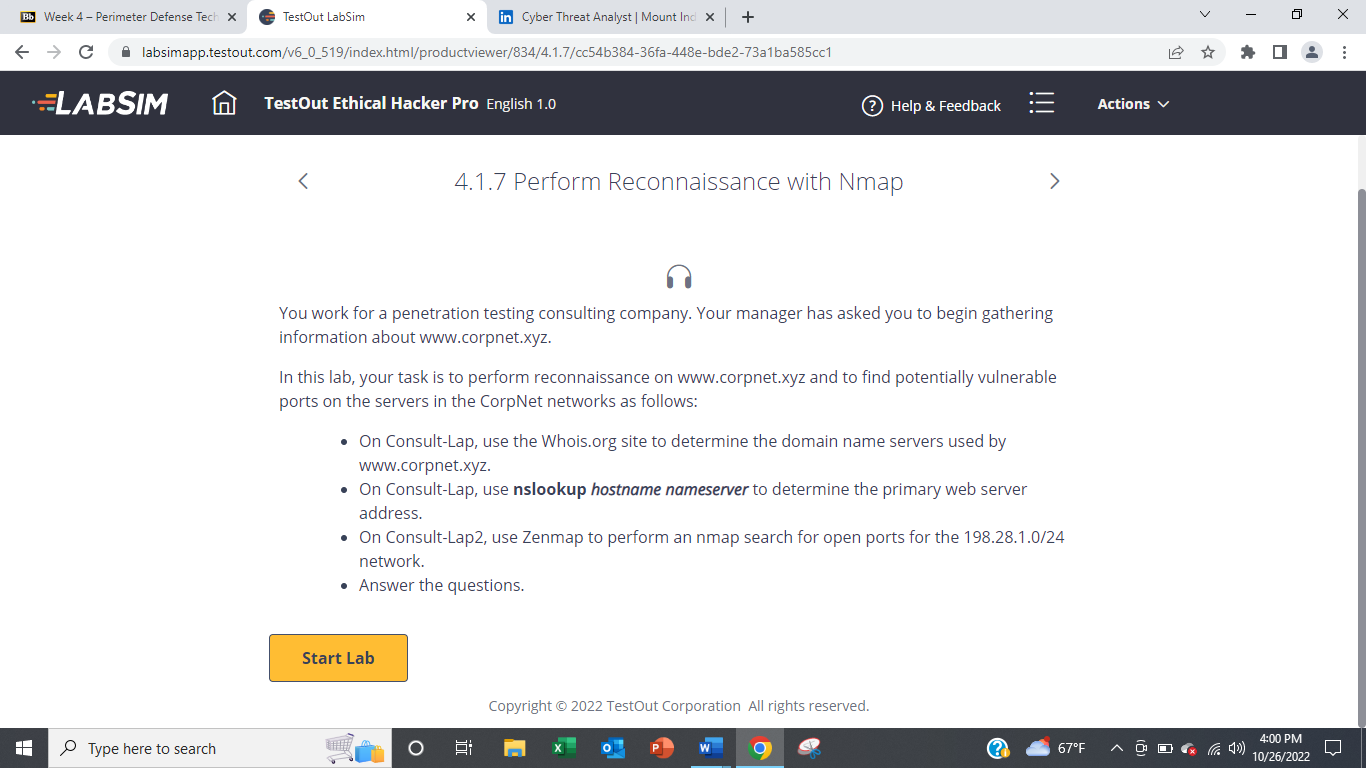 Week 4 – Perimeter Defense Tech
TestOut LabSim
Cyber Threat Analyst | Mount Ind
labsimapp.testout.com/v6_0_519/index.html/productviewer/834/4.1.7/cc54b384-36fa-448e-bde2-73a1ba585cc1
LABSIM
TestOut Ethical Hacker Pro English 1.0
Help & Feedback
Actions
4.1.7 Perform Reconnaissance with Nmap
You work for a penetration testing consulting company. Your manager has asked you to begin gathering
information about www.corpnet.xyz.
In this lab, your task is to perform reconnaissance on www.corpnet.xyz and to find potentially vulnerable
ports on the servers in the CorpNet networks as follows:
• On Consult-Lap, use the Whois.org site to determine the domain name servers used by
www.corpnet.xyz.
• On Consult-Lap, use nslookup hostname nameserver to determine the primary web server
address.
• On Consult-Lap2, use Zenmap to perform an nmap search for open ports for the 198.28.1.0/24
network.
• Answer the questions.
Start Lab
Copyright © 2022 TestOut Corporation All rights reserved.
Type here to search
67°F
4:00 PM
10/26/2022